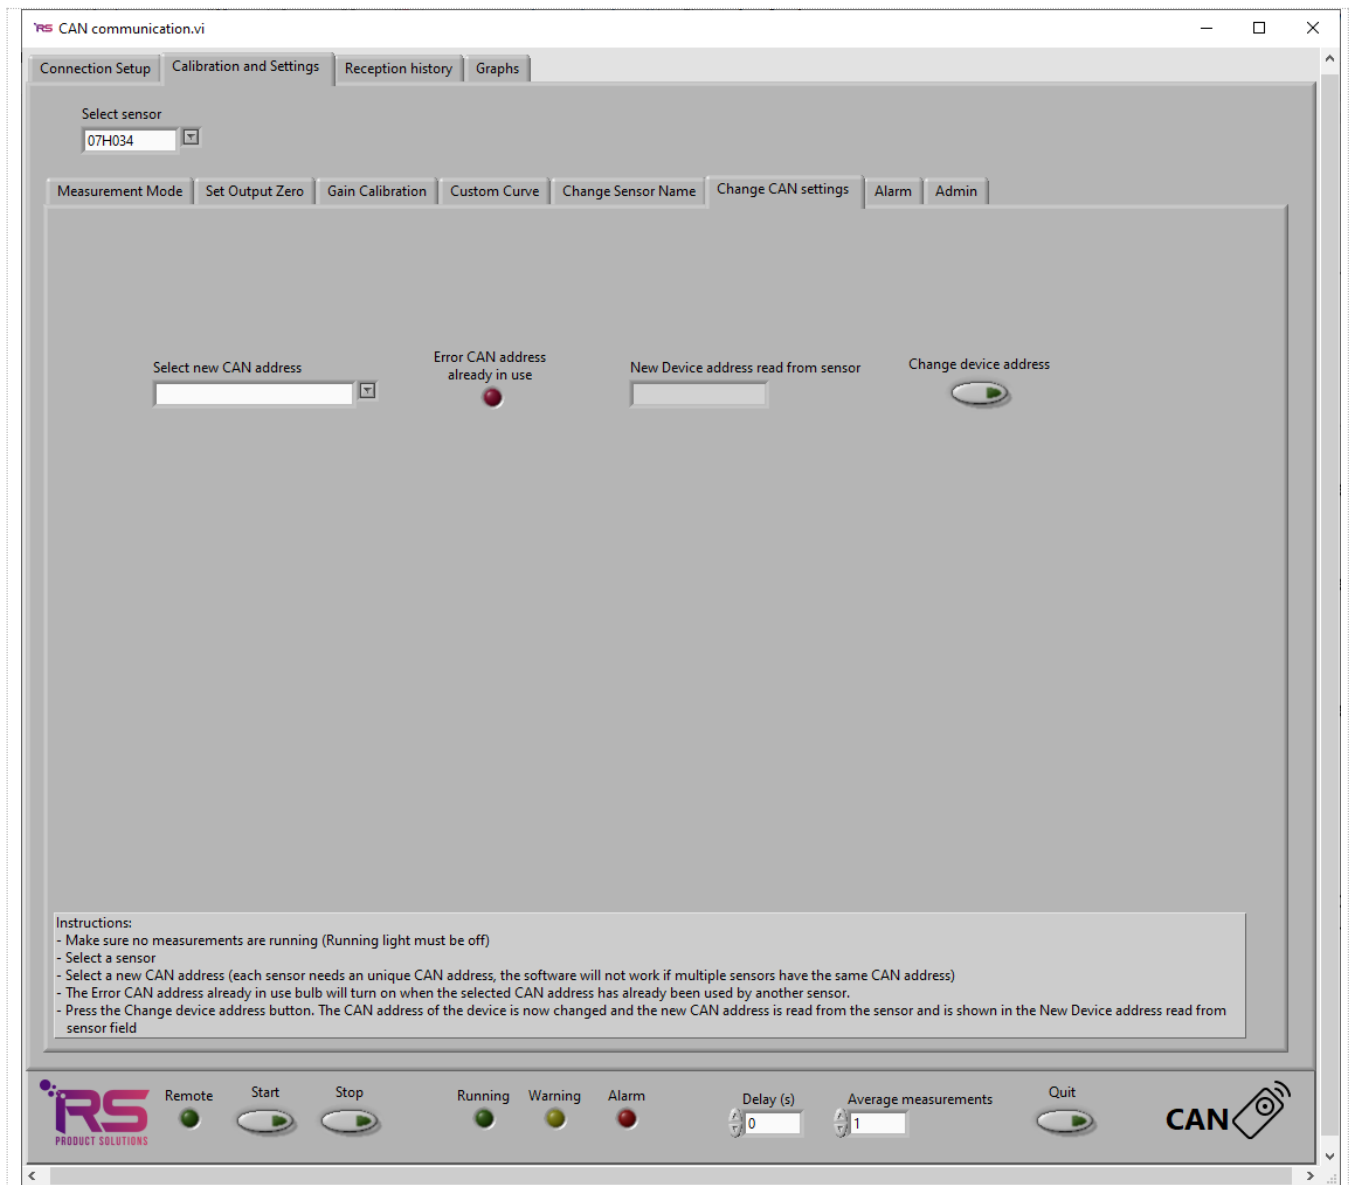 RS CAN communication.vi
Connection Setup Calibration and Settings Reception history Graphs
Select sensor
07H034
Measurement Mode Set Output Zero Gain Calibration Custom Curve Change Sensor Name Change CAN settings Alarm Admin
Select new CAN address
Error CAN address
already in use
New Device address read from sensor
Change device address
Instructions:
- Make sure no measurements are running (Running light must be off)
- Select a sensor
- Select a new CAN address (each sensor needs an unique CAN address, the software will not work if multiple sensors have the same CAN address)
- The Error CAN address already in use bulb will turn on when the selected CAN address has already been used by another sensor.
- Press the Change device address button. The CAN address of the device is now changed and the new CAN address is read from the sensor and is shown in the New Device address read from
sensor field
RS
PRODUCT SOLUTIONS
Remote Start Stop Running Warning Alarm Delay (s) Average measurements Quit
0 1
CAN